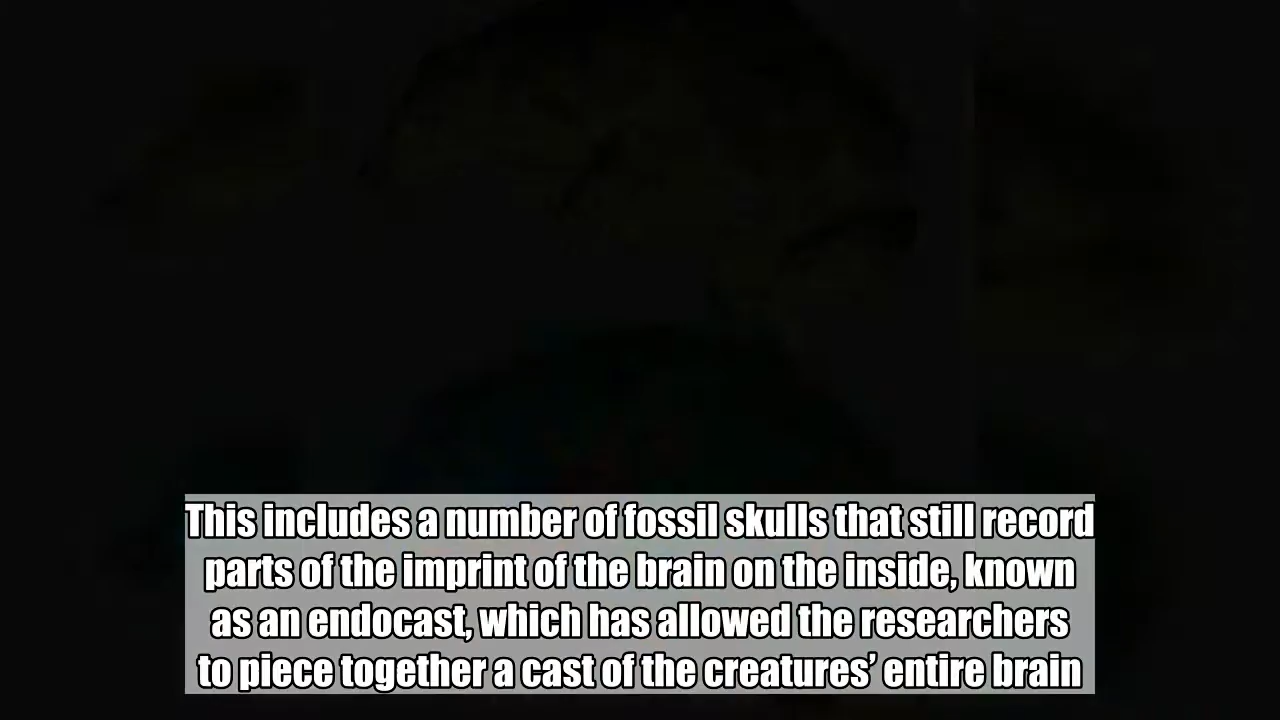 This includes a number of fossil skulls that still record
parts of the imprint of the brain on the inside, known
as an endocast, which has allowed the researchers
to piece together a cast of the creatures’ entire brain